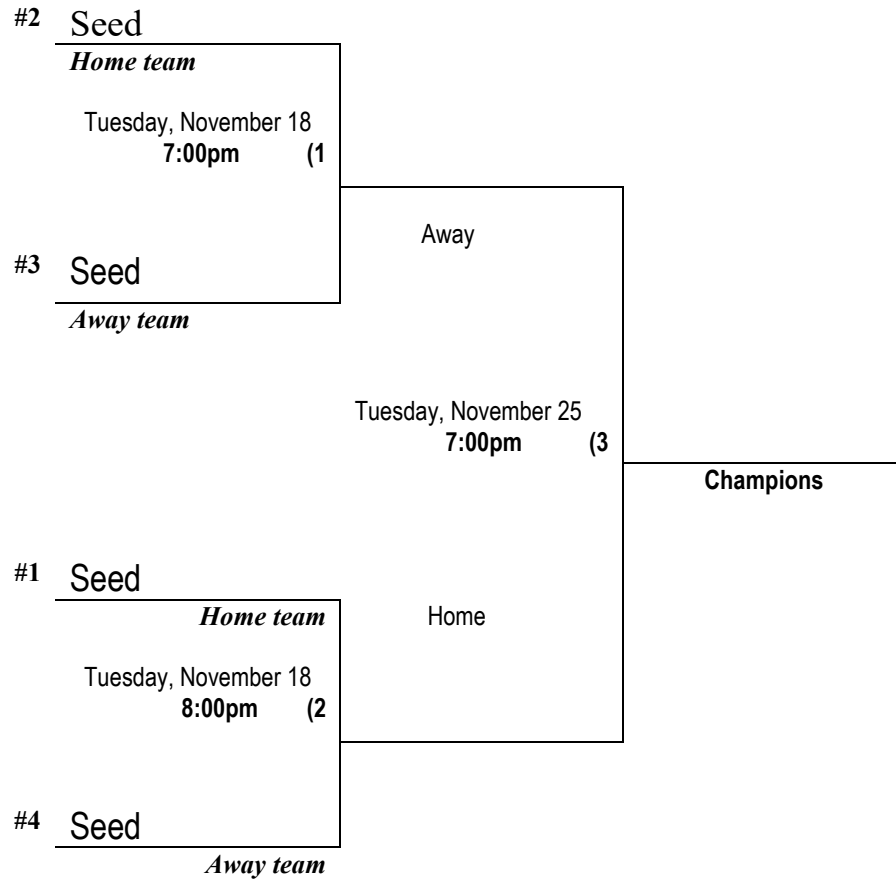 #2 Seed
Home team
Tuesday, November 18
7:00pm (1
Away
#3 Seed
Away team
Tuesday, November 25
7:00pm (3
Champions
#1 Seed
Home team
Home
Tuesday, November 18
8:00pm (2
#4 Seed
Away team